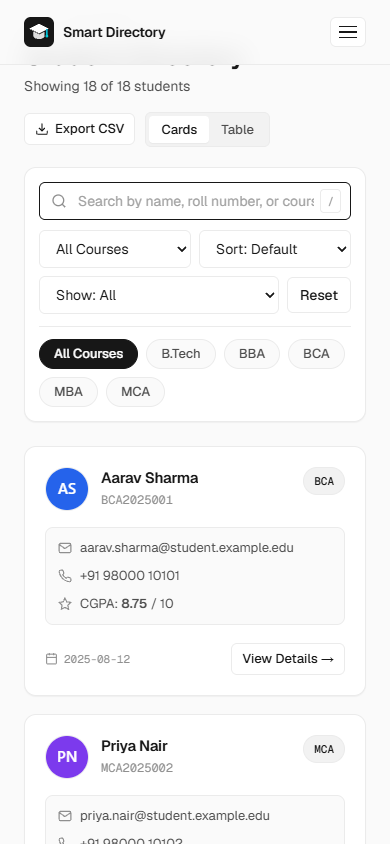 Smart Directory
Showing 18 of 18 students
Export CSV
Cards
Table
Search by name, roll number, or cours
/
All Courses
Sort: Default
Show: All
Reset
All Courses
B.Tech
BBA
BCA
MBA
MCA
AS
Aarav Sharma
BCA
BCA2025001
aarav.sharma@student.example.edu
+91 98000 10101
CGPA: 8.75 / 10
2025-08-12
View Details →
PN
Priya Nair
MCA
MCA2025002
priya.nair@student.example.edu
+91 98000 10102